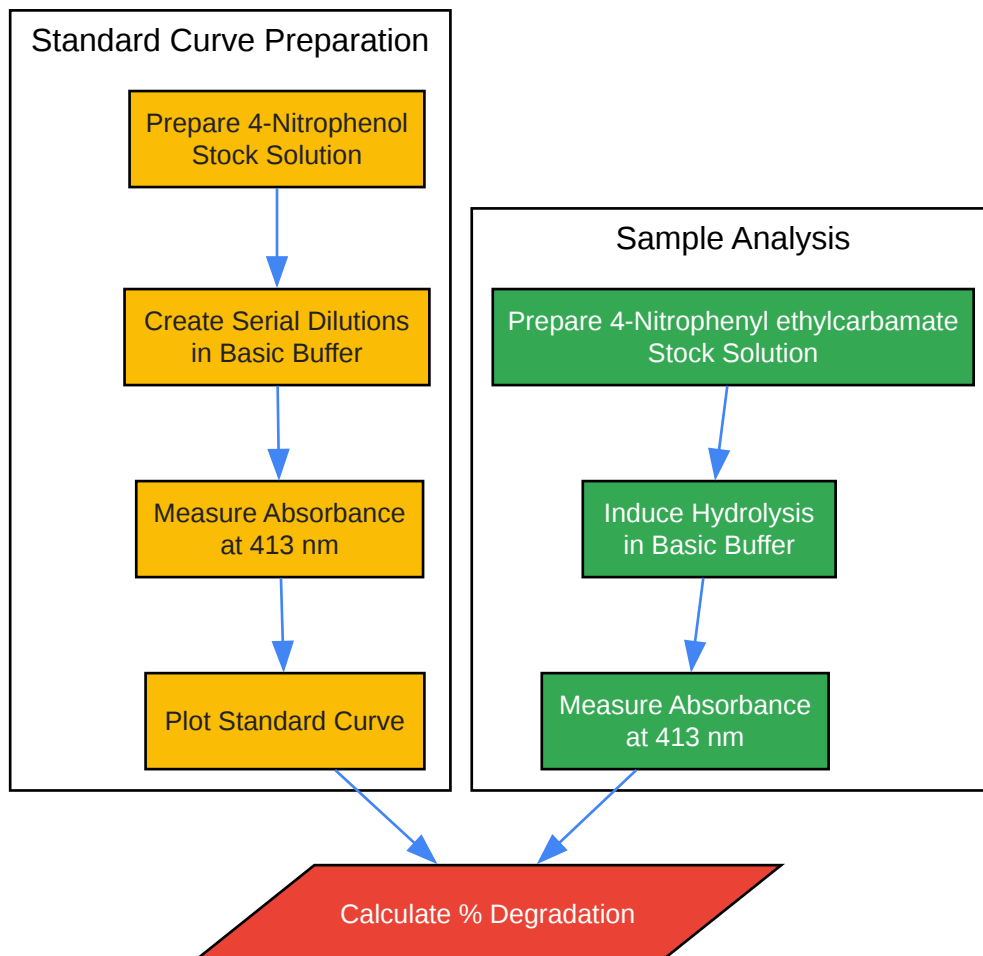 Standard Curve Preparation
Prepare 4-Nitrophenol
Stock Solution
Create Serial Dilutions
in Basic Buffer
Measure Absorbance
at 413 nm
Plot Standard Curve
Sample Analysis
Prepare 4-Nitrophenyl ethylcarbamate
Stock Solution
Induce Hydrolysis
in Basic Buffer
Measure Absorbance
at 413 nm
Calculate % Degradation